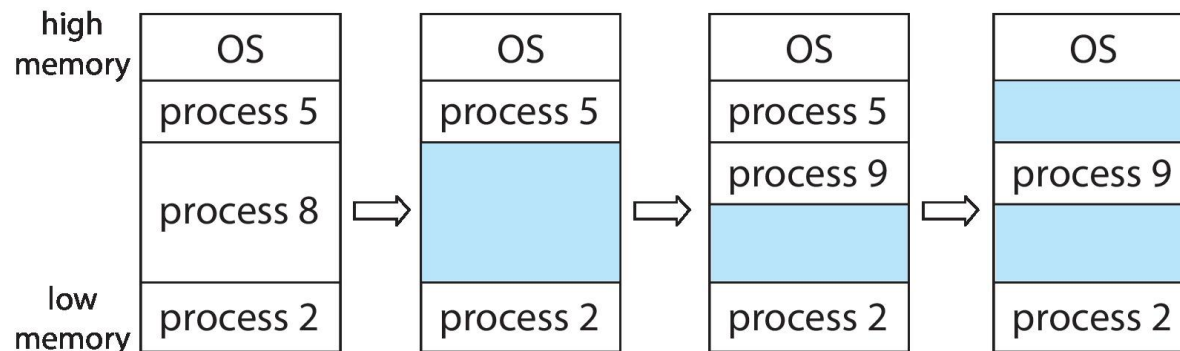 high
memory
OS
process 5
process 8
low
memory
process 2
OS
process 5
process 2
OS
process 5
process 9
process 2
OS
process 9
process 2